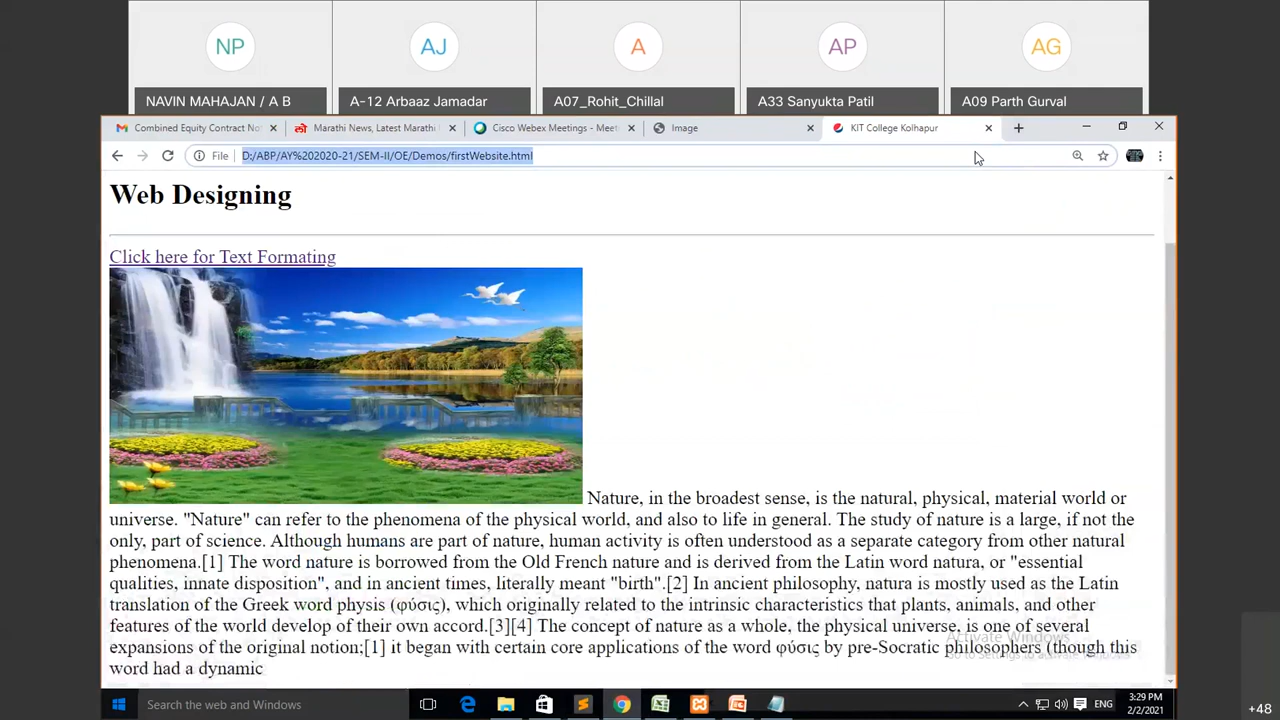 NP
AJ
A
AP
AG
NAVIN MAHAJAN / A B
A-12 Arbaaz Jamadar
A07_Rohit_Chillal
A33 Sanyukta Patil
A09 Parth Gurval
Combined Equity Contract No
Marathi News, Latest Marathi
Cisco Webex Meetings - Meet
Image
KIT College Kolhapur
File
D:/ABP/AY%202020-21/SEM-II/OE/Demos/firstWebsite.html
Web Designing
Click here for Text Formating
Nature, in the broadest sense, is the natural, physical, material world or
universe. "Nature" can refer to the phenomena of the physical world, and also to life in general. The study of nature is a large, if not the
only, part of science. Although humans are part of nature, human activity is often understood as a separate category from other natural
phenomena.[1] The word nature is borrowed from the Old French nature and is derived from the Latin word natura, or "essential
qualities, innate disposition", and in ancient times, literally meant "birth".[2] In ancient philosophy, natura is mostly used as the Latin
translation of the Greek word physis (φύσις), which originally related to the intrinsic characteristics that plants, animals, and other
features of the world develop of their own accord.[3][4] The concept of nature as a whole, the physical universe, is one of several
expansions of the original notion;[1] it began with certain core applications of the word φύσις by pre-Socratic philosophers (though this
word had a dynamic
Activate Windows
Go to Settings to activate Windows.
Search the web and Windows
ENG
3:29 PM
2/2/2021
+48